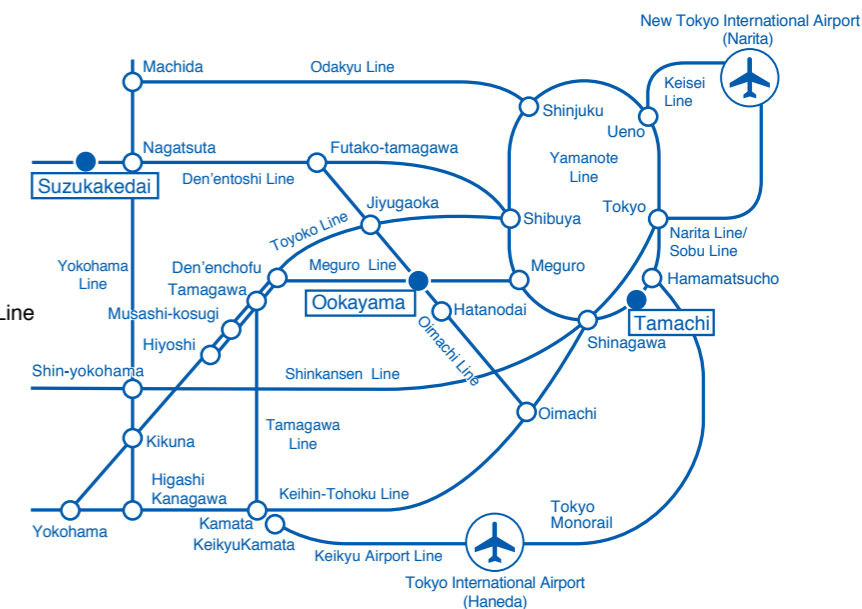 New Tokyo International Airport
(Narita)
Machida
Odakyu Line
Keisei
Line
Shinjuku
Ueno
Nagatsuta
Futako-tamagawa
Yamanote
Line
Suzukakedai
Den'entoshi Line
Jiyugaoka
Tokyo
Toyoko Line
Shibuya
Narita Line/
Sobu Line
Yokohama
Line
Den'enchofu
Meguro Line
Meguro
Hamamatsucho
Tamagawa
Ookayama
Line
Musashi-kosugi
Hatanodai
Tamachi
Hiyoshi
Oimachi Line
Shinagawa
Shin-yokohama
Shinkansen Line
Oimachi
Kikuna
Tamagawa
Line
Higashi
Kanagawa
Keihin-Tohoku Line
Tokyo
Monorail
Yokohama
Kamata
KeikyuKamata
Keikyu Airport Line
Tokyo International Airport
(Haneda)